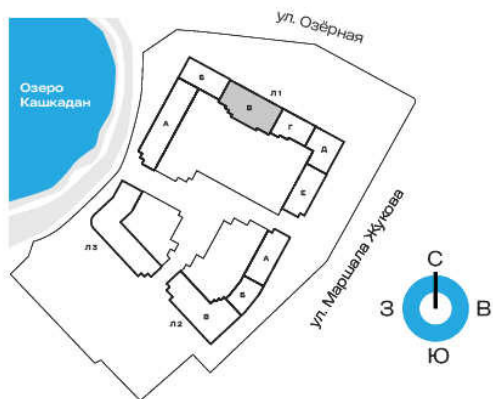 ул. Озёрная
Озеро
Кашкадан
Б
Л1
В
А
Г
Д
Е
ул. Маршала Жукова
Л3
А
Б
В
Л2
С
З
В
Ю